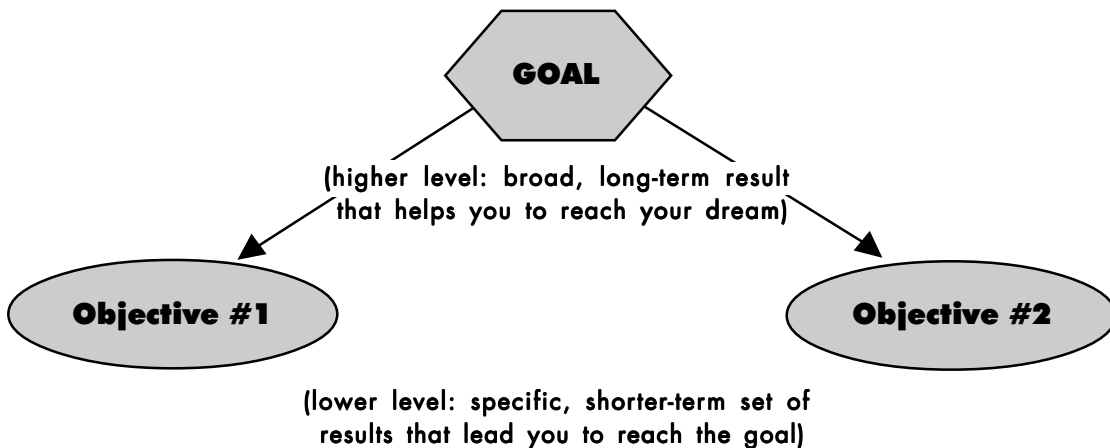 GOAL
(higher level: broad, long-term result
that helps you to reach your dream)
Objective #1
Objective #2
(lower level: specific, shorter-term set of
results that lead you to reach the goal)